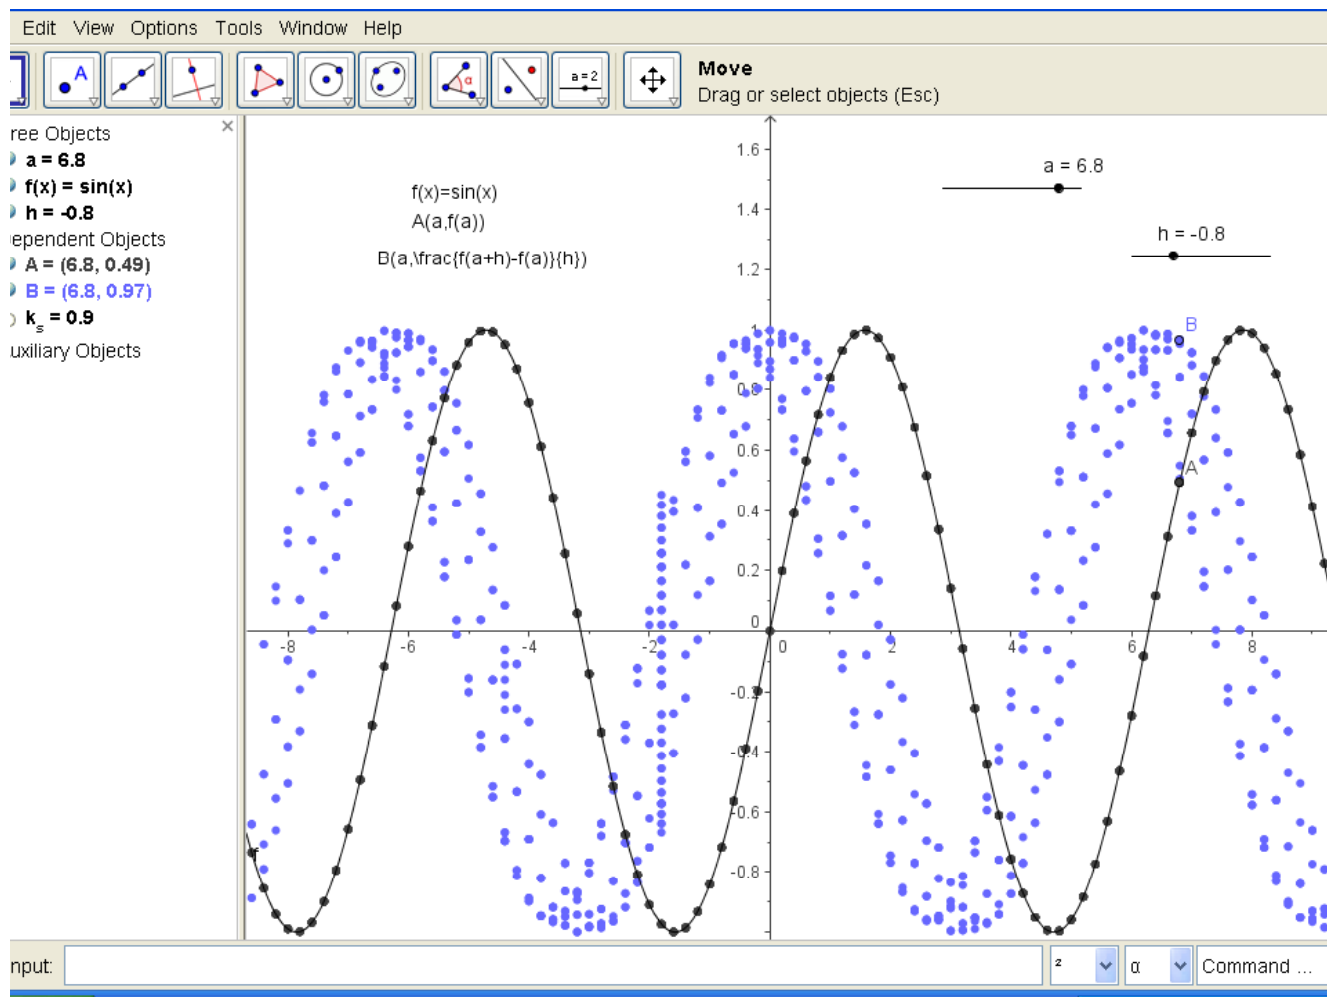 Edit View Options Tools Window Help
A
α
a = 2
Move
Drag or select objects (Esc)
ree Objects
a = 6.8
f(x) = sin(x)
h = -0.8
ependent Objects
A = (6.8, 0.49)
B = (6.8, 0.97)
k_s = 0.9
uxiliary Objects
f(x)=sin(x)
A(a,f(a))
B(a,\frac{f(a+h)-f(a)}{h})
a = 6.8
h = -0.8
1.6
1.4
1.2
1
0.8
0.6
0.4
0.2
0
-0.2
-0.4
-0.6
-0.8
-8 -6 -4 -2 0 2 4 6 8
B
A
f
nput:
²
α
Command ...